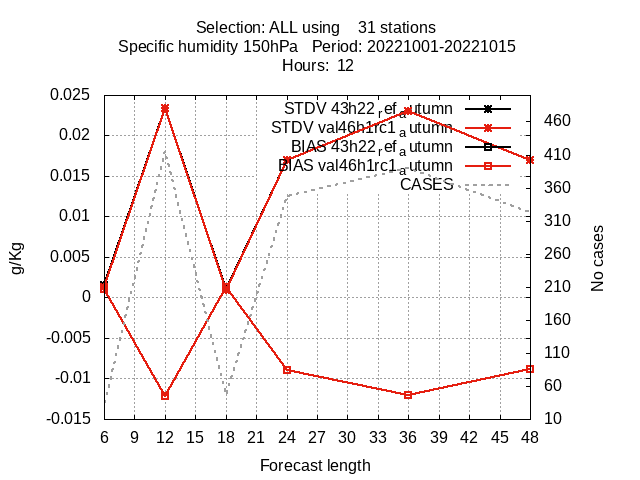 Selection: ALL using    31 stations
Specific humidity 150hPa   Period: 20221001-20221015
Hours:  12
0.025
0.02
0.015
0.01
0.005
0
-0.005
-0.01
-0.015
g/Kg
STDV 43h22_ref_autumn
STDV val46h1rc1_autumn
BIAS 43h22_ref_autumn
BIAS val46h1rc1_autumn
CASES
460
410
360
310
260
210
160
110
60
10
No cases
6 9 12 15 18 21 24 27 30 33 36 39 42 45 48
Forecast length